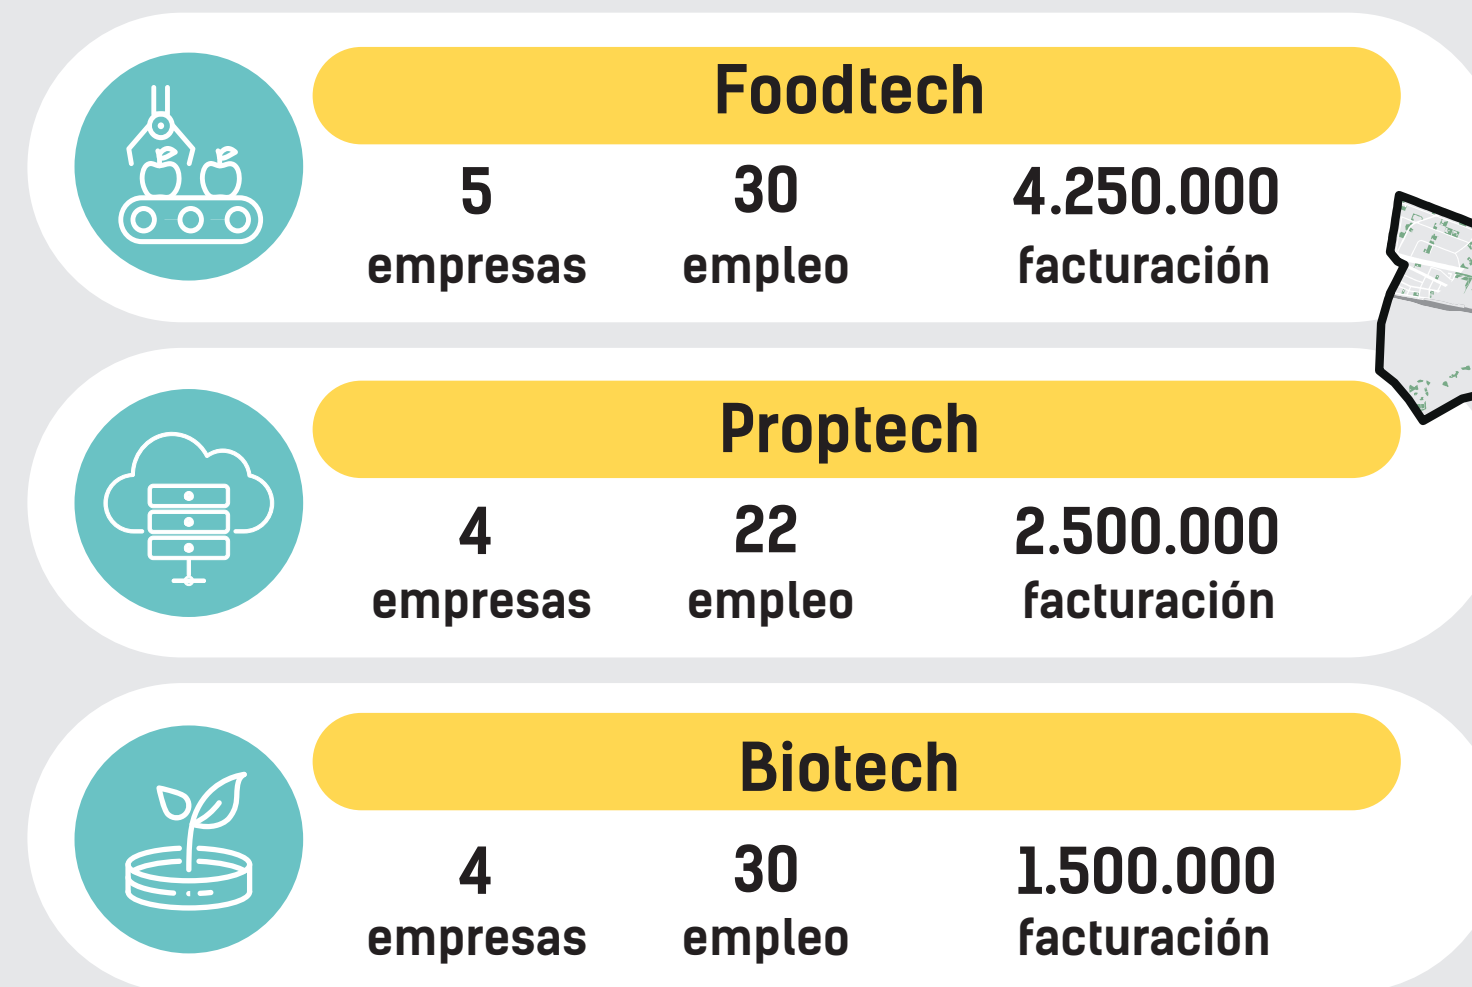 Foodtech
5 30 4.250.000
empresas empleo facturación
Proptech
4 22 2.500.000
empresas empleo facturación
Biotech
4 30 1.500.000
empresas empleo facturación